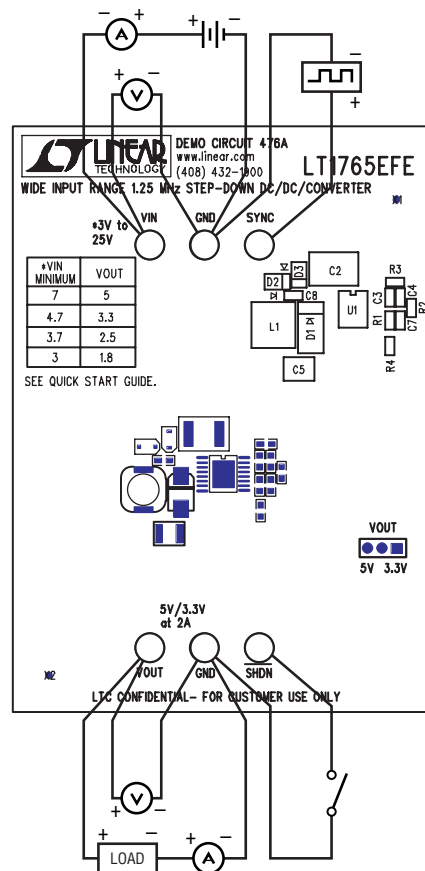 − A + + −
+ V −
−
+
LT LINEAR
TECHNOLOGY
DEMO CIRCUIT 476A
www.linear.com
(408) 432-1900
LT1765EFE
WIDE INPUT RANGE 1.25 MHz STEP-DOWN DC/DC/CONVERTER
*3V to
25V
VIN GND SYNC
*VIN
MINIMUM VOUT
7 5
4.7 3.3
3.7 2.5
3 1.8
SEE QUICK START GUIDE.
D2 D3 C2 R3
C8 U1 C3 C4
L1 D1 R1 C7 R2
C5 R4
VOUT
5V 3.3V
5V/3.3V
at 2A
VOUT GND SHDN
LTC CONFIDENTIAL- FOR CUSTOMER USE ONLY
+ V −
+ − + −
LOAD A